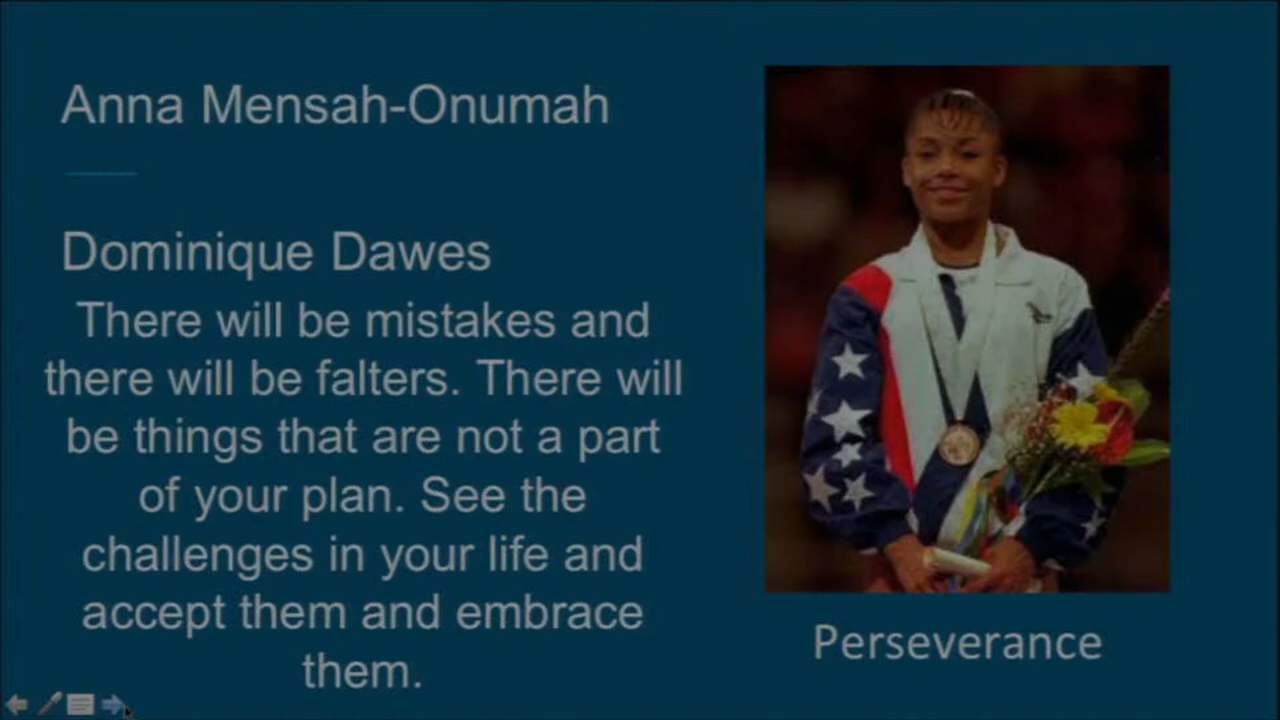 Anna Mensah-Onumah
Dominique Dawes
There will be mistakes and
there will be falters. There will
be things that are not a part
of your plan. See the
challenges in your life and
accept them and embrace
them.
Perseverance